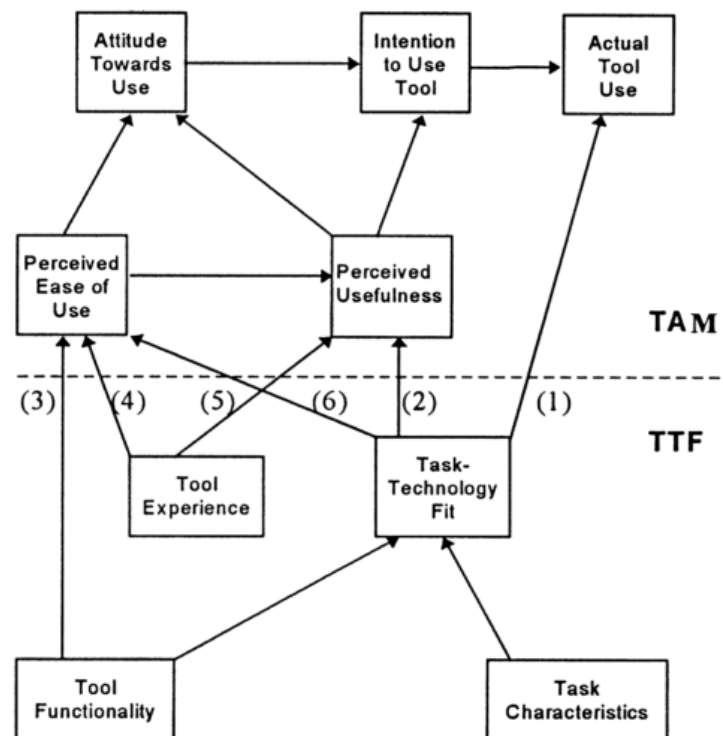 Attitude
Towards
Use
Intention
to Use
Tool
Actual
Tool
Use
Perceived
Ease of
Use
Perceived
Usefulness
TAM
(3)
(4)
(5)
(6)
(2)
(1)
TTF
Tool
Experience
Task-
Technology
Fit
Tool
Functionality
Task
Characteristics